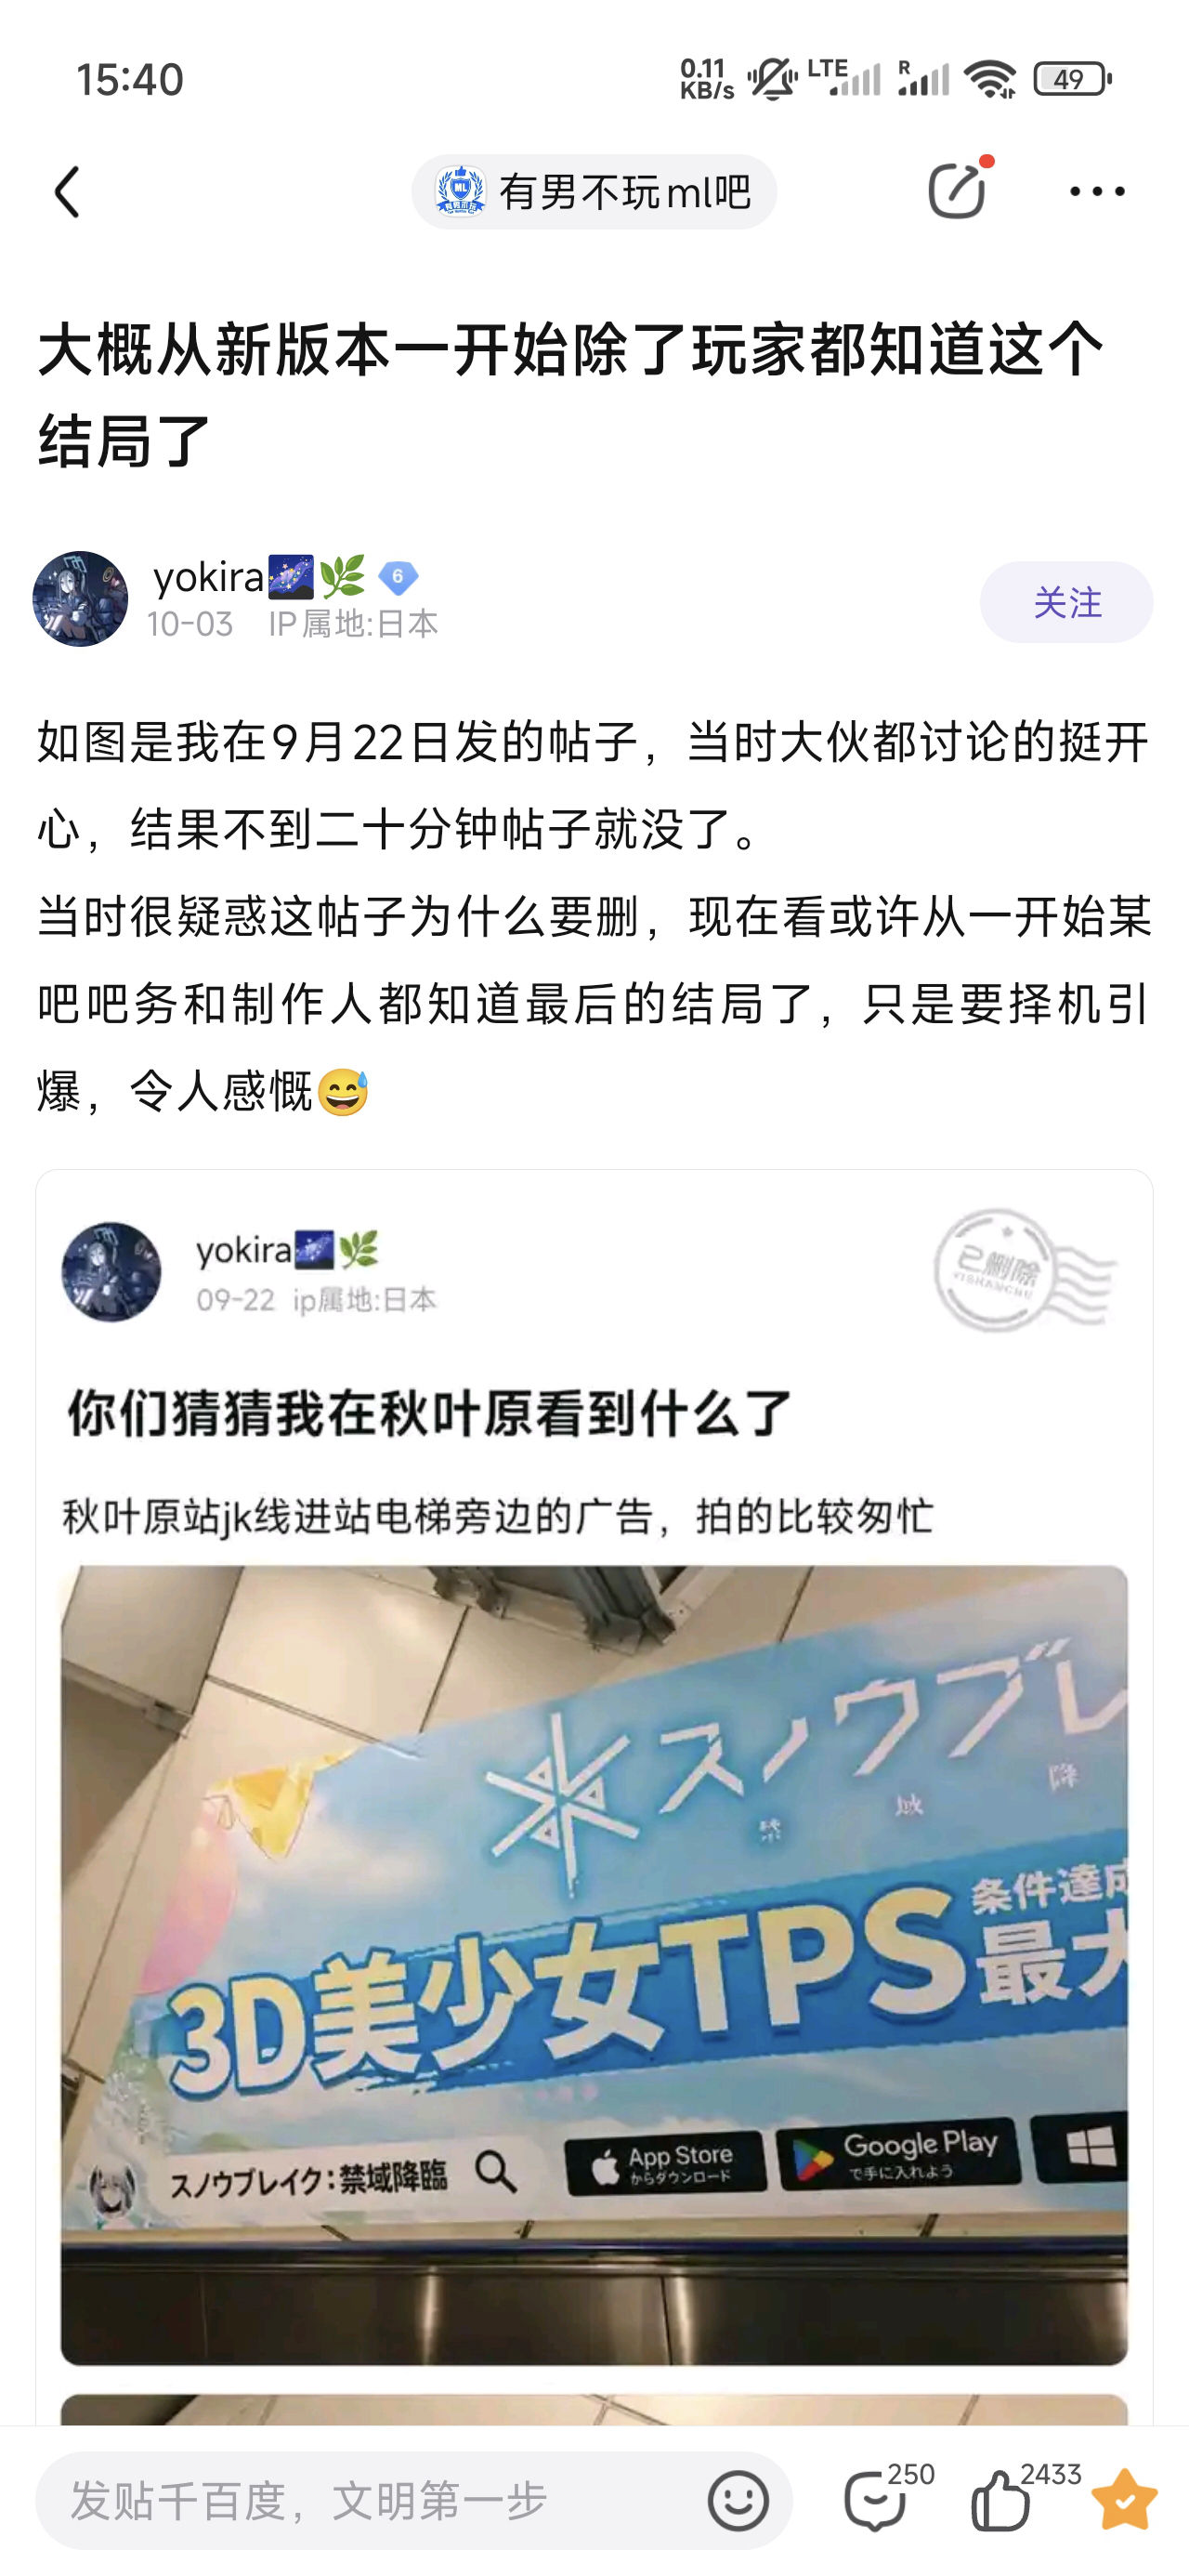 15:40
0.11 KB/s LTE R 49
有男不玩ml吧
大概从新版本一开始除了玩家都知道这个
结局了
yokira 6
10-03 IP属地:日本
关注
如图是我在9月22日发的帖子，当时大伙都讨论的挺开
心，结果不到二十分钟帖子就没了。
当时很疑惑这帖子为什么要删，现在看或许从一开始某
吧吧务和制作人都知道最后的结局了，只是要择机引
爆，令人感慨😅
yokira
09-22 ip属地:日本
已删除
YISHANCHU
你们猜猜我在秋叶原看到什么了
秋叶原站jk线进站电梯旁边的广告，拍的比较匆忙
スノウブレ
禁 域 降
条件達成
3D美少女TPS
最大
スノウブレイク：禁域降臨
App Store
からダウンロード
Google Play
で手に入れよう
发贴千百度，文明第一步
250
2433